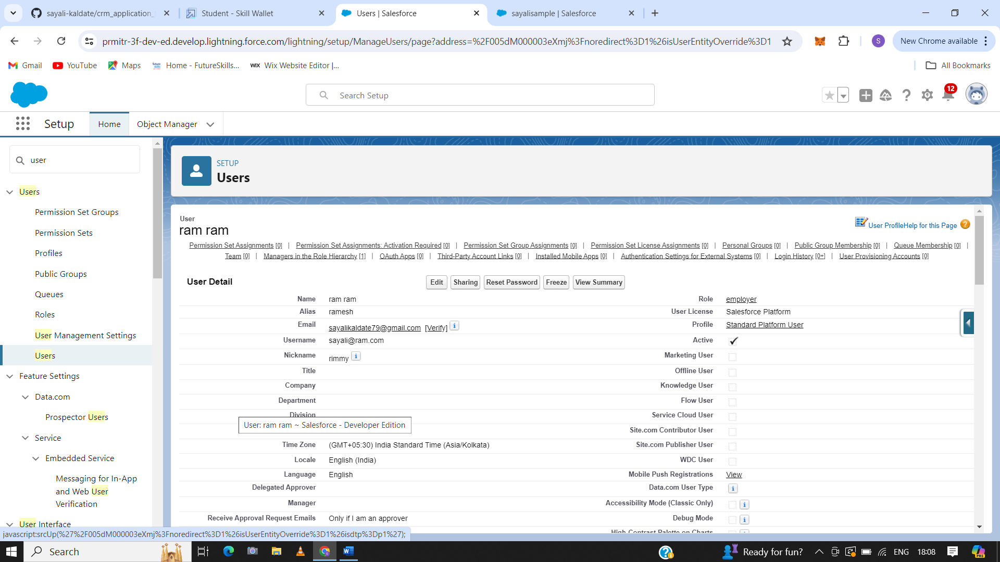 sayali-kaldate/crm_application_
Student - Skill Wallet
Users | Salesforce
sayalisample | Salesforce
prmitr-3f-dev-ed.develop.lightning.force.com/lightning/setup/ManageUsers/page?address=%2F005dM000003eXmj%3Fnoredirect%3D1%26isUserEntityOverride%3D1
S
New Chrome available
Gmail
YouTube
Maps
Home - FutureSkills...
WIX Wix Website Editor |...
All Bookmarks
Search Setup
12
Setup
Home
Object Manager
user
Users
Permission Set Groups
Permission Sets
Profiles
Public Groups
Queues
Roles
User Management Settings
Users
Feature Settings
Data.com
Prospector Users
Service
Embedded Service
Messaging for In-App
and Web User
Verification
User Interface
SETUP
Users
User
ram ram
User Profile Help for this Page
Permission Set Assignments [0] | Permission Set Assignments: Activation Required [0] | Permission Set Group Assignments [0] | Permission Set License Assignments [0] | Personal Groups [0] | Public Group Membership [0] | Queue Membership [0] |
Team [0] | Managers in the Role Hierarchy [1] | OAuth Apps [0] | Third-Party Account Links [0] | Installed Mobile Apps [0] | Authentication Settings for External Systems [0] | Login History [0+] | User Provisioning Accounts [0]
User Detail
Edit Sharing Reset Password Freeze View Summary
Name ram ram Role employer
Alias ramesh User License Salesforce Platform
Email sayalikaldate79@gmail.com [Verify] i Profile Standard Platform User
Username sayali@ram.com Active
Nickname rimmy i Marketing User
Title Offline User
Company Knowledge User
Department Flow User
Division Service Cloud User
User: ram ram ~ Salesforce - Developer Edition
Site.com Contributor User
Time Zone (GMT+05:30) India Standard Time (Asia/Kolkata) Site.com Publisher User
Locale English (India) WDC User
Language English Mobile Push Registrations View
Delegated Approver Data.com User Type i
Manager Accessibility Mode (Classic Only) i
Receive Approval Request Emails Only if I am an approver Debug Mode i
High Contrast Palette on Charts
javascript:srcUp(%27%2F005dM000003eXmj%3Fnoredirect%3D1%26isUserEntityOverride%3D1%26isdtp%3Dp1%27);
Search
Ready for fun?
ENG
18:08
PRE